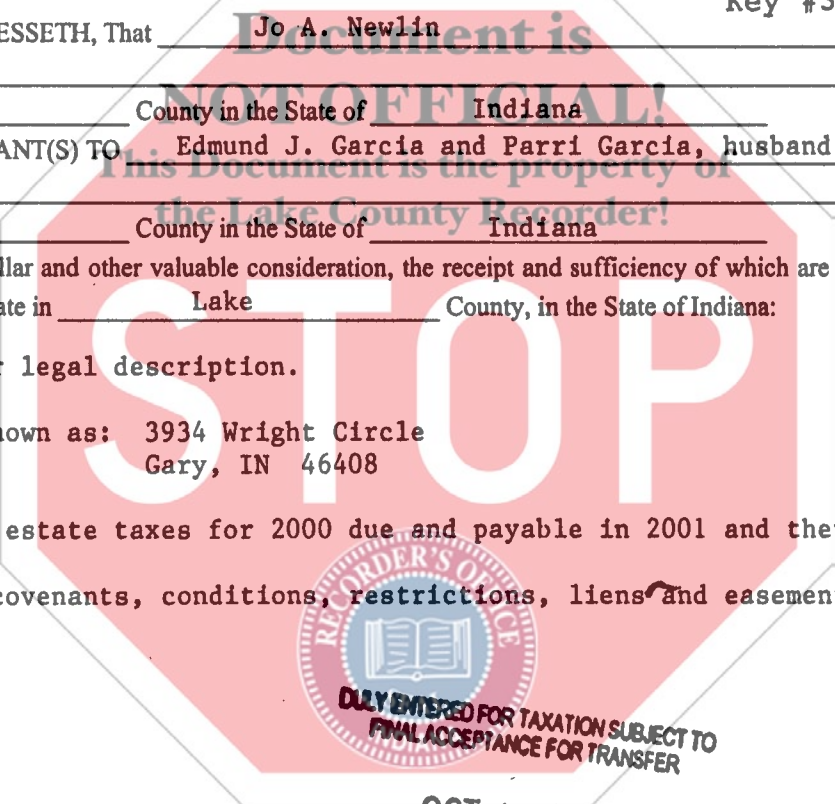 Key #
ESSETH, That Jo A. Newlin
Document is
NOT OFFICIAL!
County in the State of Indiana
ANT(S) TO Edmund J. Garcia and Parri Garcia, husband
This Document is the property of
the Lake County Recorder!
County in the State of Indiana
llar and other valuable consideration, the receipt and sufficiency of which are
ate in Lake County, in the State of Indiana:
STOP
legal description.
nown as: 3934 Wright Circle
Gary, IN 46408
estate taxes for 2000 due and payable in 2001 and the
covenants, conditions, restrictions, liens and easemen
RECORDER'S OFFICE
DULY ENTERED FOR TAXATION SUBJECT TO
FINAL ACCEPTANCE FOR TRANSFER
INDIANA
OCT